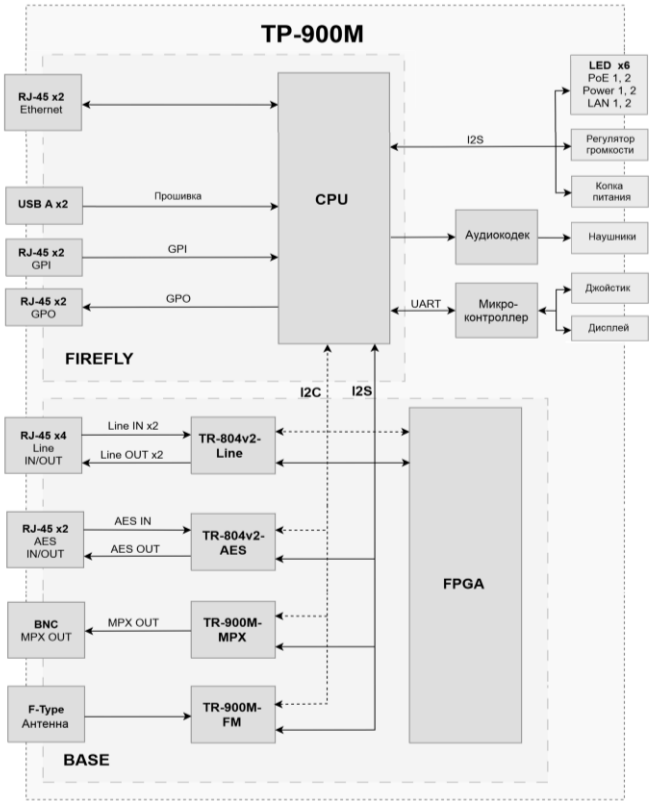 TP-900M
RJ-45 x2
Ethernet
USB A x2
RJ-45 x2
GPI
RJ-45 x2
GPO
Прошивка
GPI
GPO
CPU
FIREFLY
I2S
LED x6
PoE 1, 2
Power 1, 2
LAN 1, 2
Регулятор
громкости
Копка
питания
Аудиокодек
Наушники
UART
Микро-
контроллер
Джойстик
Дисплей
I2C
I2S
RJ-45 x4
Line
IN/OUT
Line IN x2
Line OUT x2
TR-804v2-
Line
RJ-45 x2
AES
IN/OUT
AES IN
AES OUT
TR-804v2-
AES
BNC
MPX OUT
MPX OUT
TR-900M-
MPX
F-Type
Антенна
TR-900M-
FM
FPGA
BASE